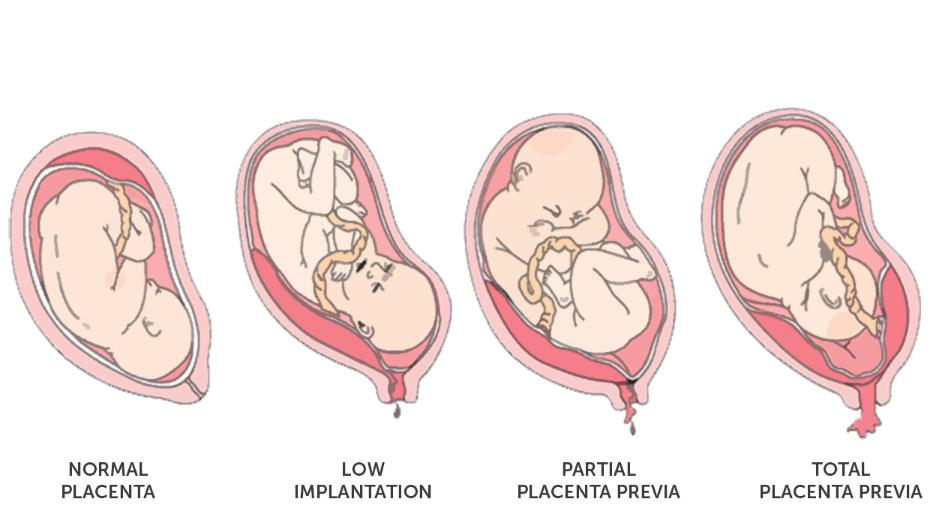 NORMAL
PLACENTA
LOW
IMPLANTATION
PARTIAL
PLACENTA PREVIA
TOTAL
PLACENTA PREVIA